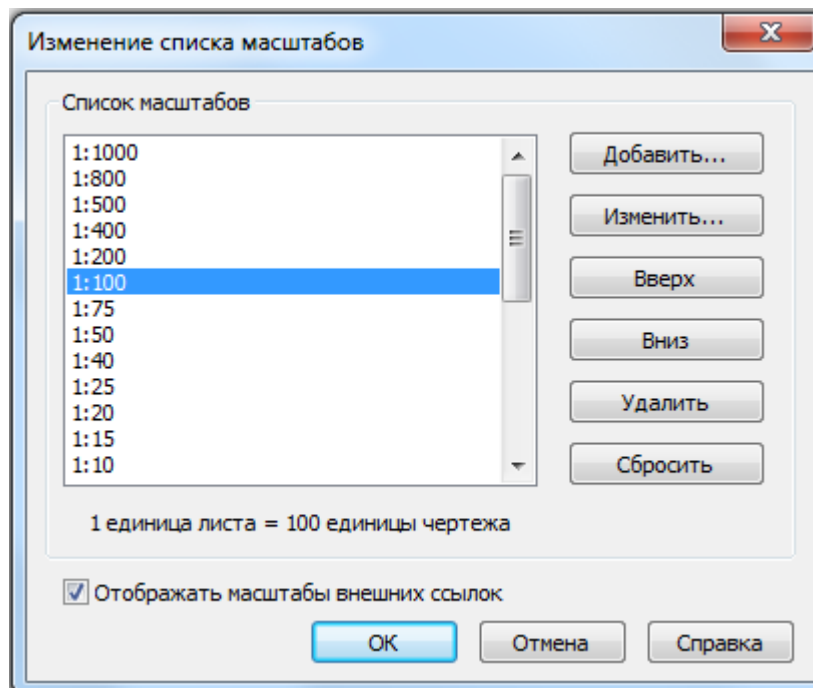 Изменение списка масштабов
Список масштабов
1:1000
1:800
1:500
1:400
1:200
1:100
1:75
1:50
1:40
1:25
1:20
1:15
1:10
Добавить...
Изменить...
Вверх
Вниз
Удалить
Сбросить
1 единица листа = 100 единицы чертежа
Отображать масштабы внешних ссылок
ОК
Отмена
Справка